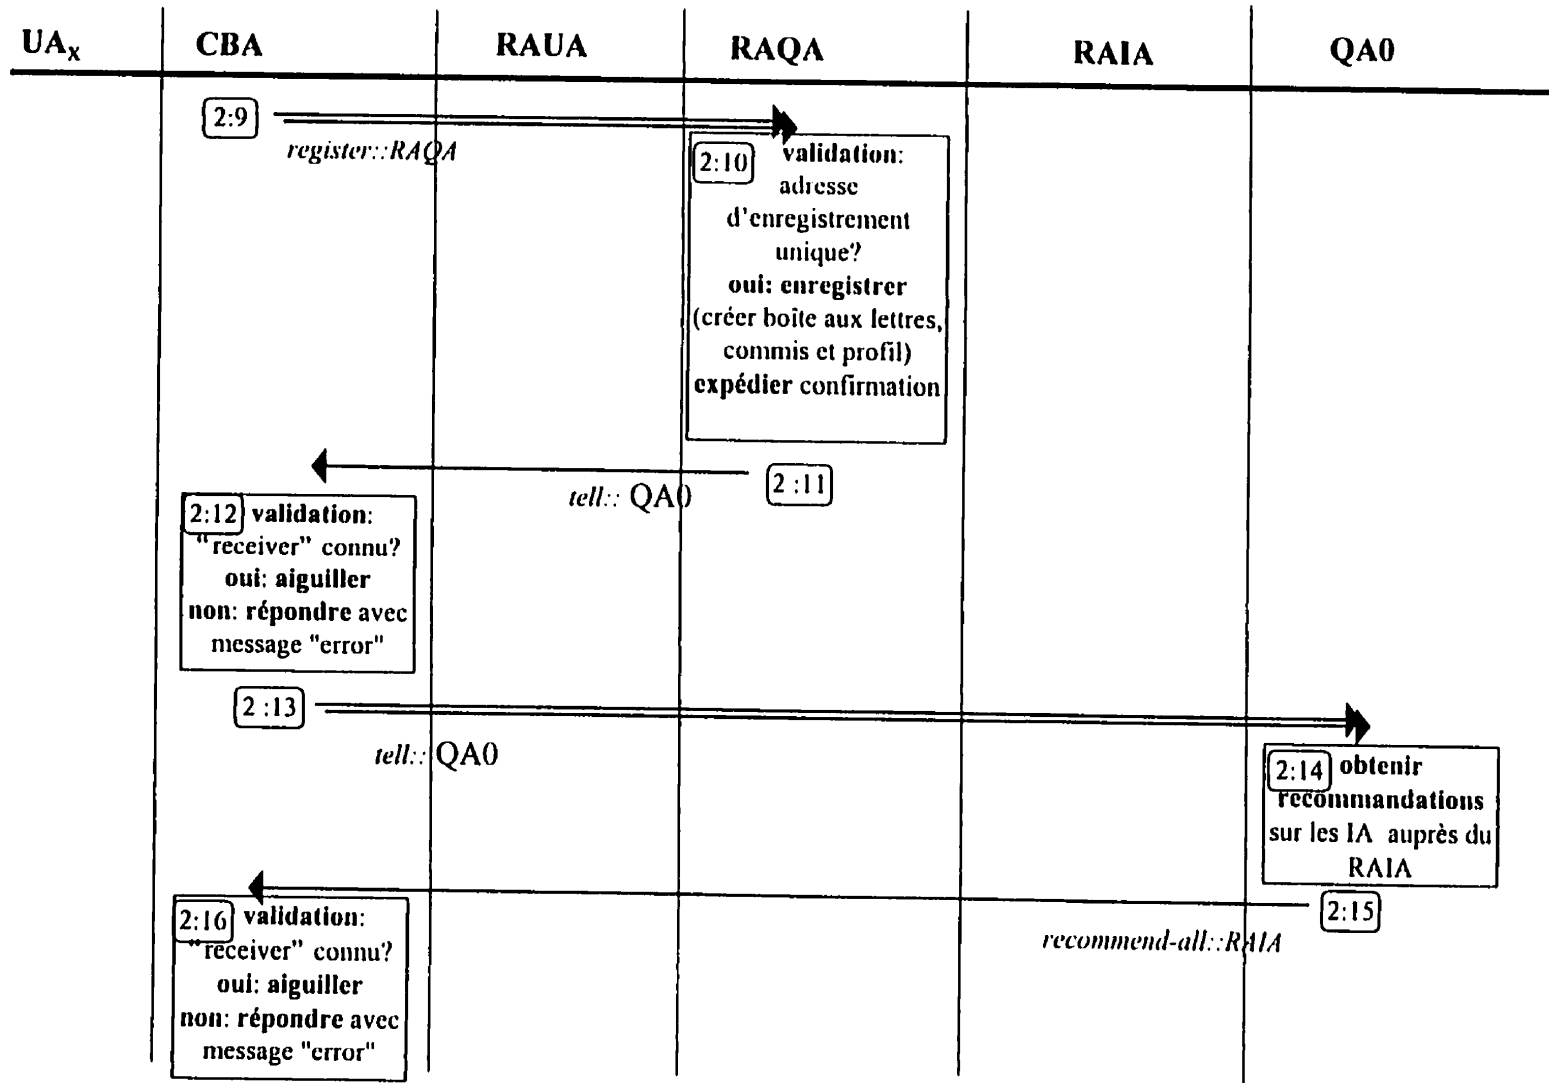 UAx CBA RAUA RAQA RAIA QA0
2:9
register::RAQA
2:10 validation:
adresse
d'enregistrement
unique?
oui: enregistrer
(créer boîte aux lettres,
commis et profil)
expédier confirmation
2 :11
tell:: QA0
2:12 validation:
"receiver" connu?
oui: aiguiller
non: répondre avec
message "error"
2 :13
tell:: QA0
2:14 obtenir
recommandations
sur les IA auprès du
RAIA
2:15
recommend-all::RAIA
2:16 validation:
"receiver" connu?
oui: aiguiller
non: répondre avec
message "error"